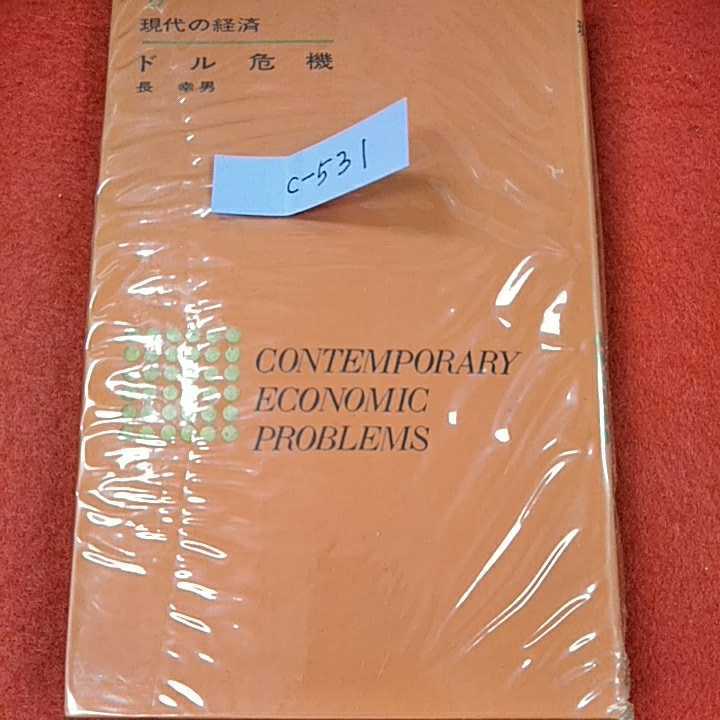 現代の経済
ドル危機
長 幸男
c-531
CONTEMPORARY
ECONOMIC
PROBLEMS